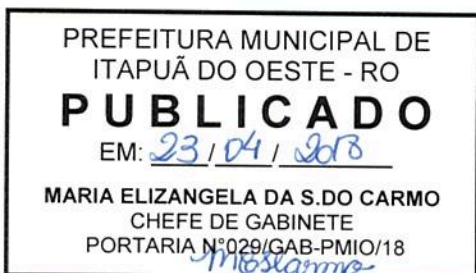 PREFEITURA MUNICIPAL DE
ITAPUÃ DO OESTE - RO
PUBLICADO
EM: 23 / 04 / 2018
MARIA ELIZANGELA DA S.DO CARMO
CHEFE DE GABINETE
PORTARIA N°029/GAB-PMIO/18